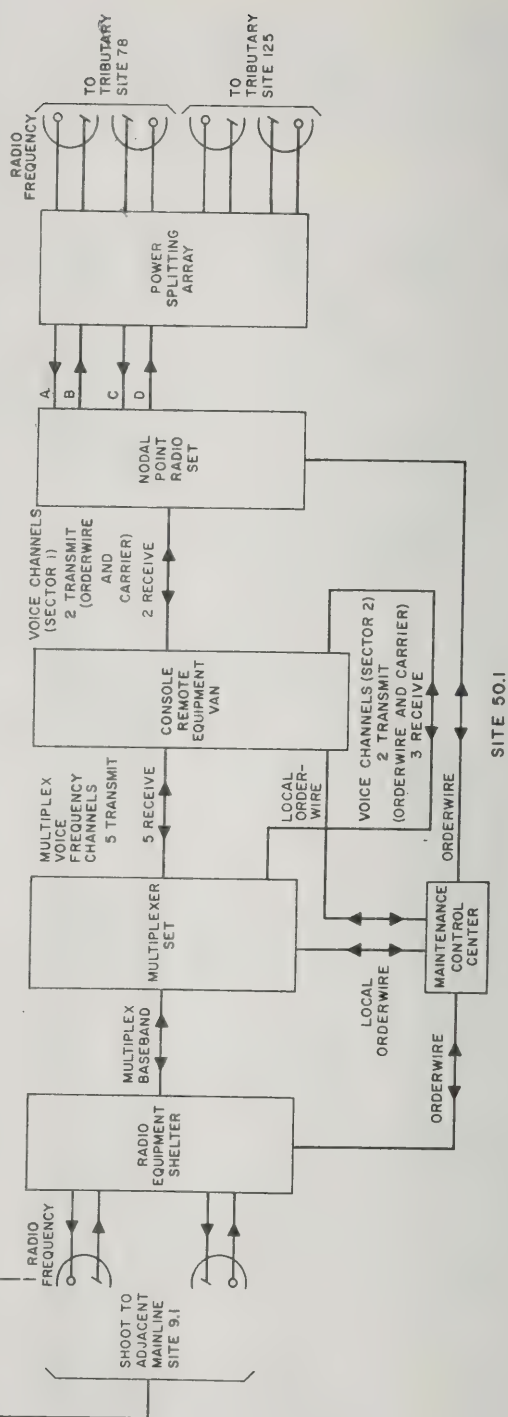 RADIO
FREQUENCY
SHOOT TO
ADJACENT
MAINLINE
SITE 9.1
RADIO
EQUIPMENT
SHELTER
MULTIPLEX
BASEBAND
MULTIPLEXER
SET
MULTIPLEX
VOICE
FREQUENCY
CHANNELS
5 TRANSMIT
5 RECEIVE
CONSOLE
REMOTE
EQUIPMENT
VAN
VOICE CHANNELS
(SECTOR 1)
2 TRANSMIT
(ORDERWIRE
AND
CARRIER)
2 RECEIVE
NODAL
POINT
RADIO
SET
A
B
C
D
POWER
SPLITTING
ARRAY
RADIO
FREQUENCY
TO
TRIBUTARY
SITE 78
TO
TRIBUTARY
SITE 125
LOCAL
ORDER-
WIRE
VOICE CHANNELS (SECTOR 2)
2 TRANSMIT
(ORDERWIRE AND CARRIER)
3 RECEIVE
LOCAL
ORDERWIRE
ORDERWIRE
MAINTENANCE
CONTROL
CENTER
ORDERWIRE
SITE 50.1